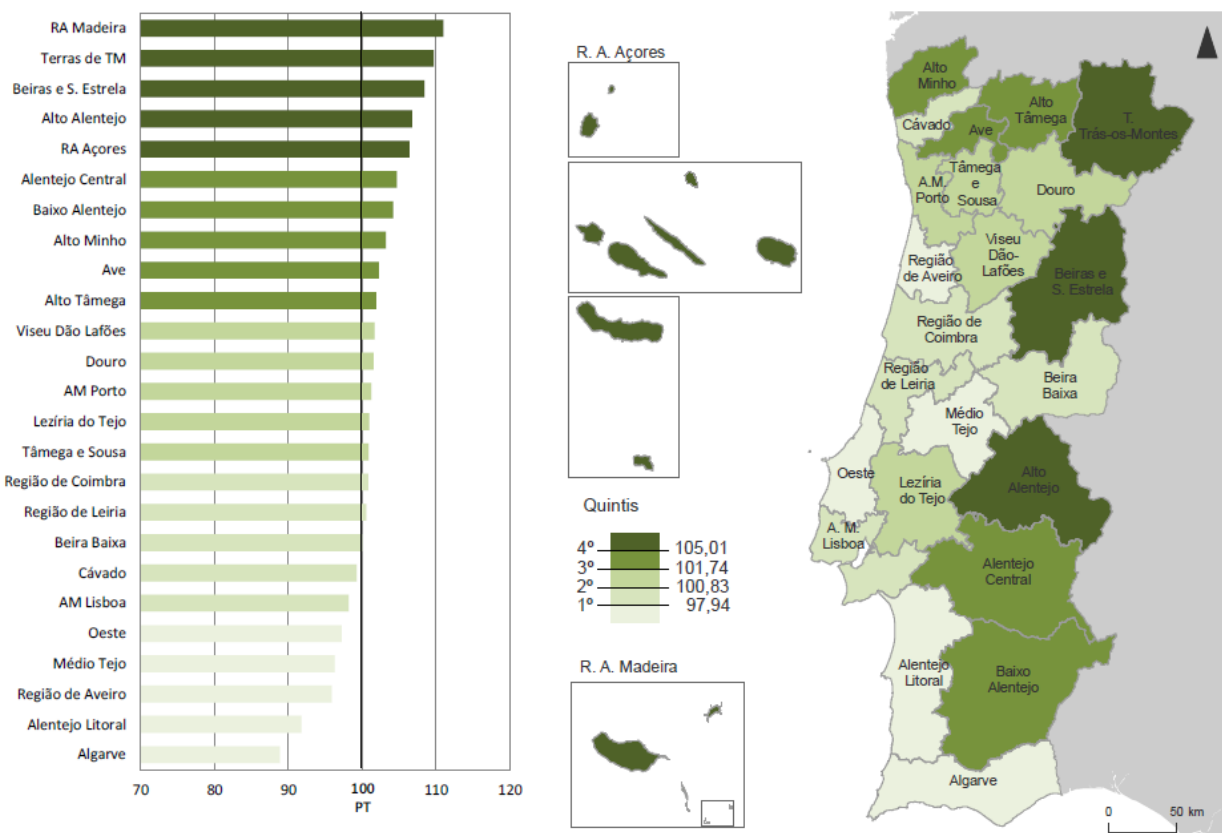 RA Madeira
Terras de TM
Beiras e S. Estrela
Alto Alentejo
RA Açores
Alentejo Central
Baixo Alentejo
Alto Minho
Ave
Alto Tâmega
Viseu Dão Lafões
Douro
AM Porto
Lezíria do Tejo
Tâmega e Sousa
Região de Coimbra
Região de Leiria
Beira Baixa
Cávado
AM Lisboa
Oeste
Médio Tejo
Região de Aveiro
Alentejo Litoral
Algarve
70 80 90 100 110 120
PT
R. A. Açores
Quintis
4º 105,01
3º 101,74
2º 100,83
1º 97,94
R. A. Madeira
Alto
Minho
Alto
Tâmega
T.
Trás-os-Montes
Cávado
Ave
A.M.
Porto
Tâmega
e
Sousa
Douro
Região
de Aveiro
Viseu
Dão-
Lafões
Beiras e
S. Estrela
Região de
Coimbra
Região
de Leiria
Beira
Baixa
Médio
Tejo
Oeste
Lezíria
do Tejo
Alto
Alentejo
A. M.
Lisboa
Alentejo
Central
Alentejo
Litoral
Baixo
Alentejo
Algarve
0 50 km